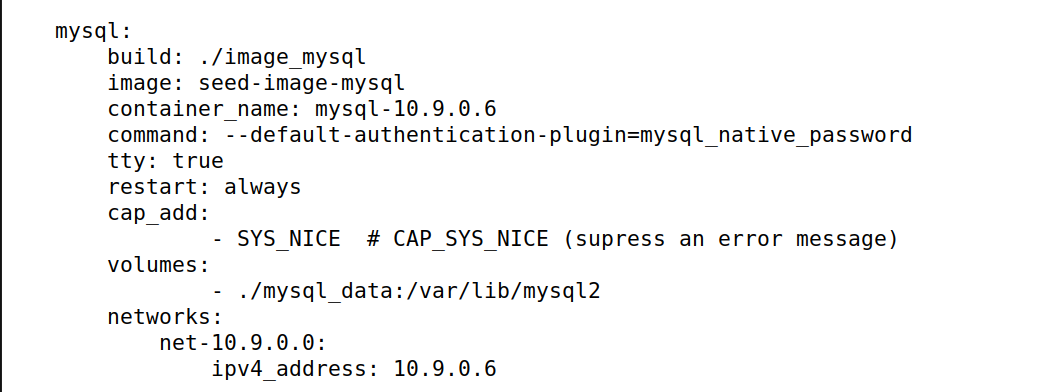 mysql:
    build: ./image_mysql
    image: seed-image-mysql
    container_name: mysql-10.9.0.6
    command: --default-authentication-plugin=mysql_native_password
    tty: true
    restart: always
    cap_add:
            - SYS_NICE  # CAP_SYS_NICE (supress an error message)
    volumes:
            - ./mysql_data:/var/lib/mysql2
    networks:
        net-10.9.0.0:
            ipv4_address: 10.9.0.6